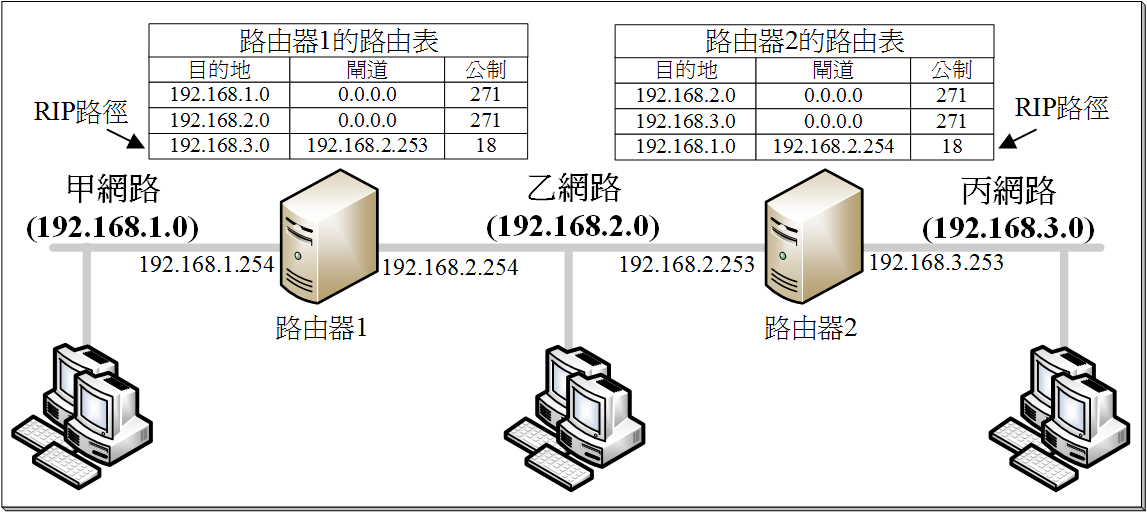 路由器1的路由表
目的地 閘道 公制
192.168.1.0 0.0.0.0 271
192.168.2.0 0.0.0.0 271
192.168.3.0 192.168.2.253 18
RIP路徑
路由器2的路由表
目的地 閘道 公制
192.168.2.0 0.0.0.0 271
192.168.3.0 0.0.0.0 271
192.168.1.0 192.168.2.254 18
RIP路徑
甲網路
(192.168.1.0)
乙網路
(192.168.2.0)
丙網路
(192.168.3.0)
192.168.1.254
192.168.2.254
192.168.2.253
192.168.3.253
路由器1
路由器2